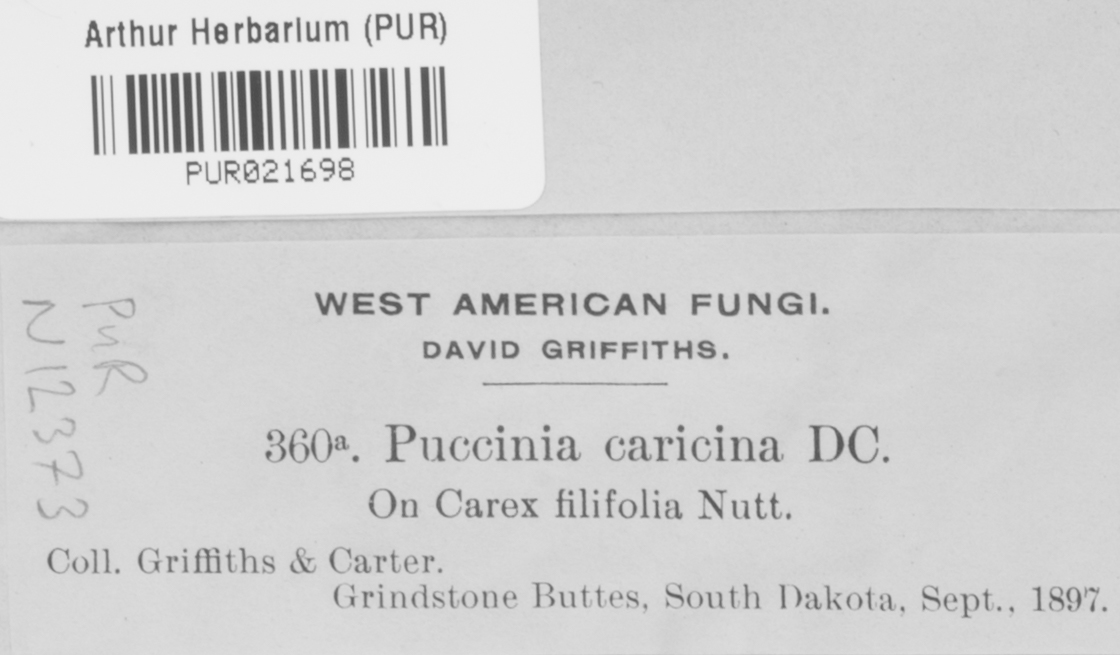 Arthur Herbarium (PUR)
PUR021698
PUR
N12373
WEST AMERICAN FUNGI.
DAVID GRIFFITHS.
360a. Puccinia caricina DC.
On Carex filifolia Nutt.
Coll. Griffiths & Carter.
Grindstone Buttes, South Dakota, Sept., 1897.